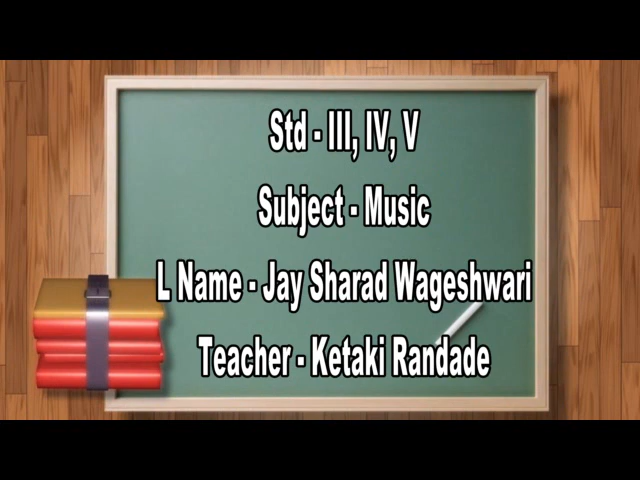 Std - III, IV, V
Subject - Music
L Name - Jay Sharad Wageshwari
Teacher - Ketaki Randade